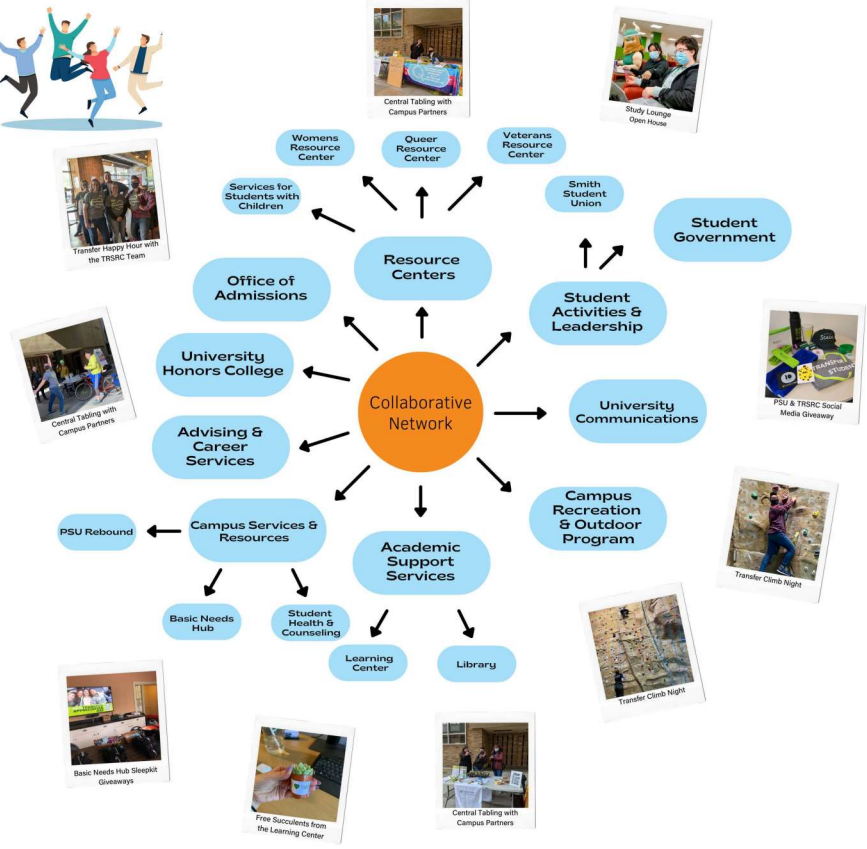 Central Tabling with
Campus Partners
Study Lounge
Open House
Womens
Resource
Center
Queer
Resource
Center
Veterans
Resource
Center
Services for
Students with
Children
Smith
Student
Union
Student
Government
Transfer Happy Hour with
the TRSRC Team
Resource
Centers
Office of
Admissions
Student
Activities &
Leadership
University
Honors College
Collaborative
Network
University
Communications
TRANSFER
STUDENT
PSU & TRSRC Social
Media Giveaway
Central Tabling with
Campus Partners
Advising &
Career
Services
Campus
Recreation
& Outdoor
Program
PSU Rebound
Campus Services &
Resources
Academic
Support
Services
Transfer Climb Night
Basic Needs
Hub
Student
Health &
Counseling
Learning
Center
Library
Transfer Climb Night
Basic Needs Hub Sleepkit
Giveaways
Free Succulents from
the Learning Center
Central Tabling with
Campus Partners